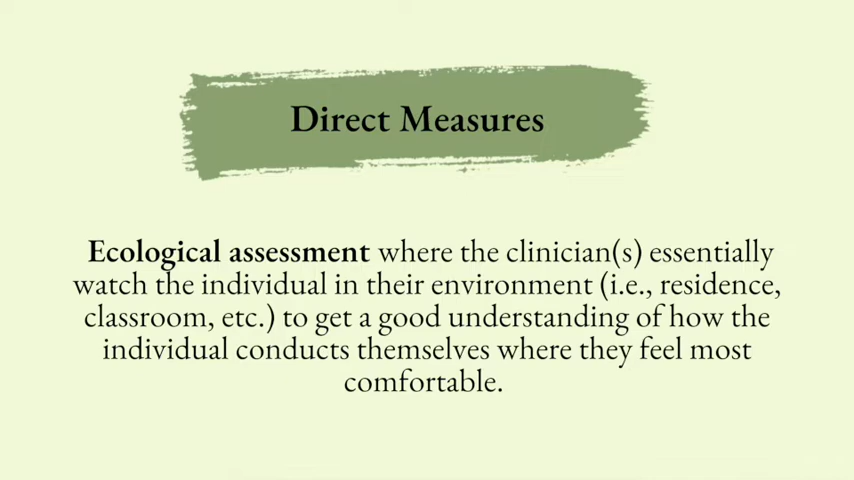 Direct Measures
Ecological assessment where the clinician(s) essentially
watch the individual in their environment (i.e., residence,
classroom, etc.) to get a good understanding of how the
individual conducts themselves where they feel most
comfortable.